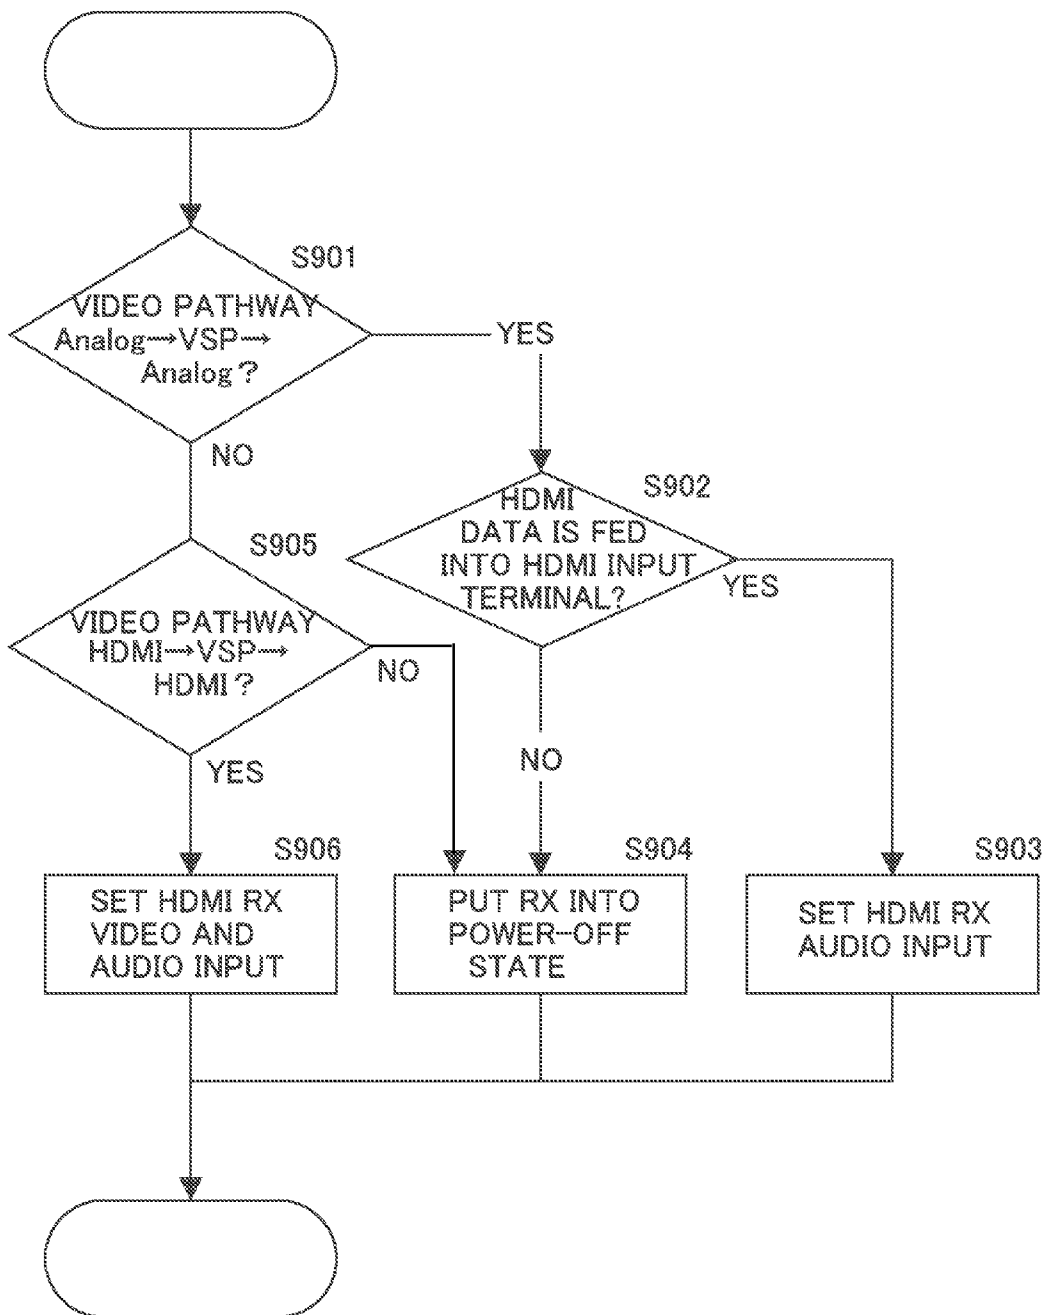 S901
VIDEO PATHWAY
Analog→VSP→
Analog?
YES
NO
S902
HDMI
DATA IS FED
INTO HDMI INPUT
TERMINAL?
YES
NO
S905
VIDEO PATHWAY
HDMI→VSP→
HDMI?
NO
YES
S906
SET HDMI RX
VIDEO AND
AUDIO INPUT
S904
PUT RX INTO
POWER-OFF
STATE
S903
SET HDMI RX
AUDIO INPUT